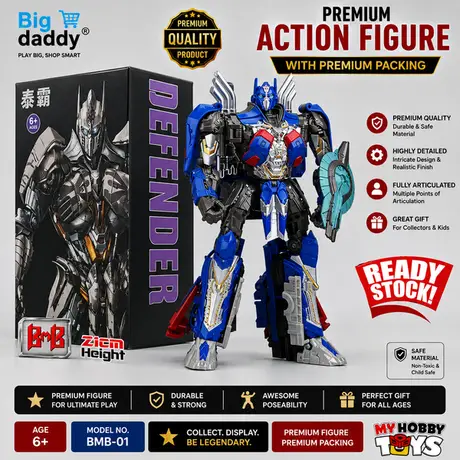 Big
daddy®
PLAY BIG, SHOP SMART
PREMIUM
QUALITY
PRODUCT
PREMIUM
ACTION FIGURE
WITH PREMIUM PACKING
泰霸
6+
AGES
DEFENDER
BMB
21cm
Height
PREMIUM QUALITY
Durable & Safe
Material
HIGHLY DETAILED
Intricate Design &
Realistic Finish
FULLY ARTICULATED
Multiple Points of
Articulation
GREAT GIFT
For Collectors & Kids
READY
STOCK!
SAFE
MATERIAL
Non-Toxic &
Child Safe
PREMIUM FIGURE
FOR ULTIMATE PLAY
DURABLE
& STRONG
AWESOME
POSEABILITY
PERFECT GIFT
FOR ALL AGES
AGE
6+
MODEL NO.
BMB-01
COLLECT. DISPLAY.
BE LEGENDARY.
PREMIUM FIGURE
PREMIUM PACKING
MY HOBBY
TOYS